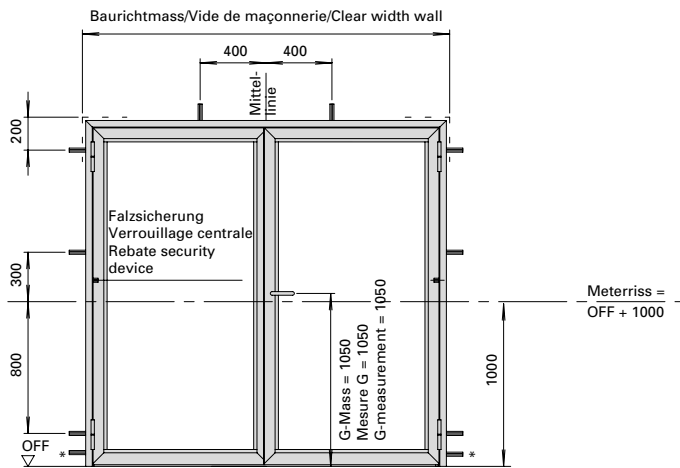 Baurichtmass/Vide de maçonnerie/Clear width wall
400
400
Mittel-
linie
200
Falzsicherung
Verrouillage centrale
Rebate security
device
300
Meterriss =
OFF + 1000
800
G-Mass = 1050
Mesure G = 1050
G-measurement = 1050
1000
OFF
*
*